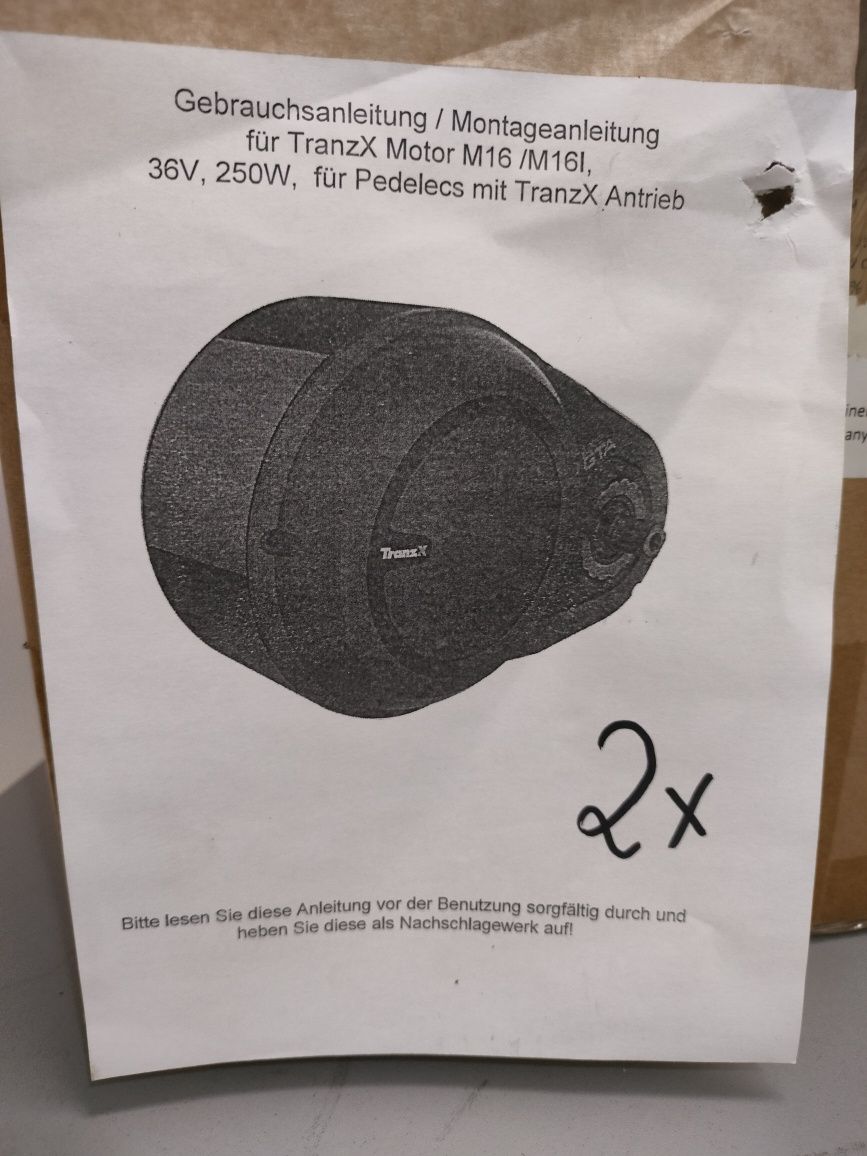 Gebrauchsanleitung / Montageanleitung
für TranzX Motor M16 /M16I,
36V, 250W, für Pedelecs mit TranzX Antrieb
TranzX
2x
Bitte lesen Sie diese Anleitung vor der Benutzung sorgfältig durch und
heben Sie diese als Nachschlagewerk auf!